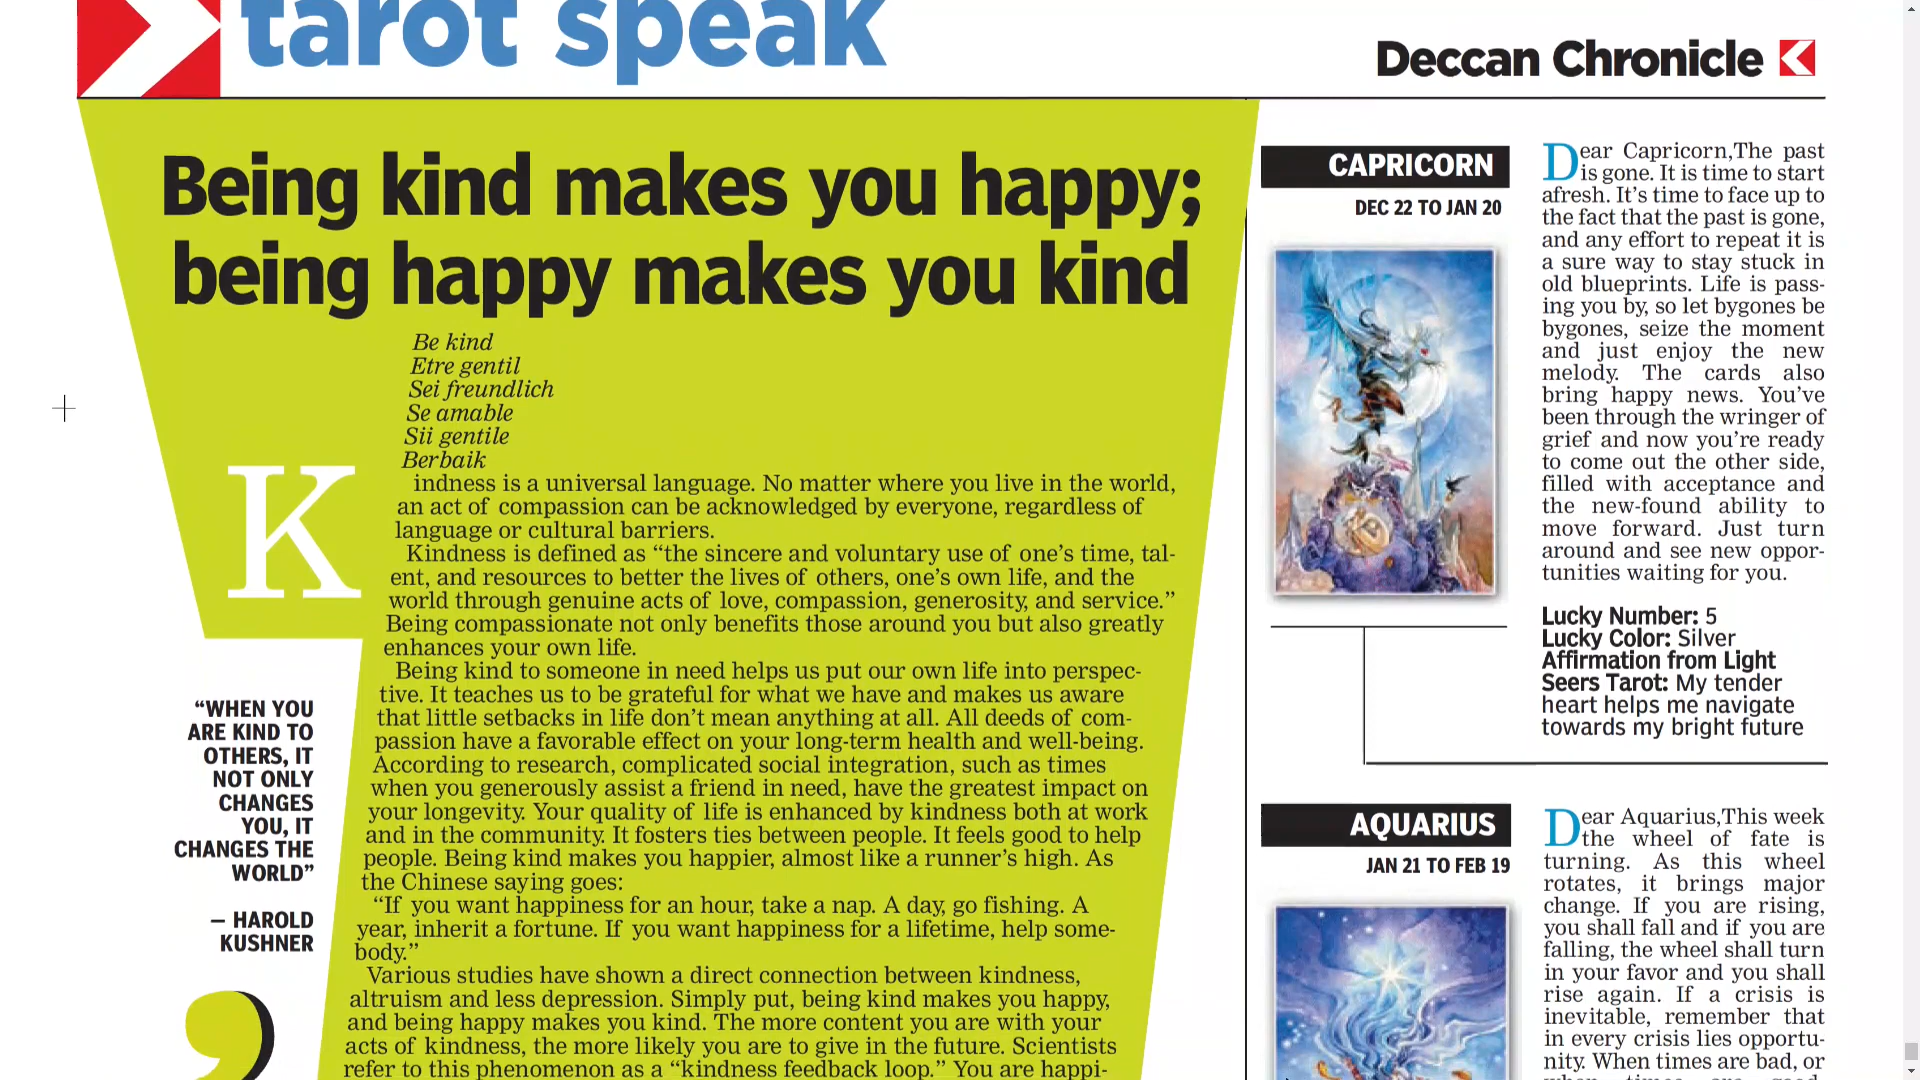 tarot speak
Deccan Chronicle
Being kind makes you happy;
being happy makes you kind
Be kind
Etre gentil
Sei freundlich
Se amable
Sii gentile
Berbaik
Kindness is a universal language. No matter where you live in the world,
an act of compassion can be acknowledged by everyone, regardless of
language or cultural barriers.
Kindness is defined as “the sincere and voluntary use of one’s time, tal-
ent, and resources to better the lives of others, one’s own life, and the
world through genuine acts of love, compassion, generosity, and service.”
Being compassionate not only benefits those around you but also greatly
enhances your own life.
Being kind to someone in need helps us put our own life into perspec-
tive. It teaches us to be grateful for what we have and makes us aware
that little setbacks in life don’t mean anything at all. All deeds of com-
passion have a favorable effect on your long-term health and well-being.
According to research, complicated social integration, such as times
when you generously assist a friend in need, have the greatest impact on
your longevity. Your quality of life is enhanced by kindness both at work
and in the community. It fosters ties between people. It feels good to help
people. Being kind makes you happier, almost like a runner’s high. As
the Chinese saying goes:
“If you want happiness for an hour, take a nap. A day, go fishing. A
year, inherit a fortune. If you want happiness for a lifetime, help some-
body.”
Various studies have shown a direct connection between kindness,
altruism and less depression. Simply put, being kind makes you happy,
and being happy makes you kind. The more content you are with your
acts of kindness, the more likely you are to give in the future. Scientists
refer to this phenomenon as a “kindness feedback loop.” You are happi-
“WHEN YOU
ARE KIND TO
OTHERS, IT
NOT ONLY
CHANGES
YOU, IT
CHANGES THE
WORLD”
– HAROLD
KUSHNER
CAPRICORN
DEC 22 TO JAN 20
Dear Capricorn,The past
is gone. It is time to start
afresh. It’s time to face up to
the fact that the past is gone,
and any effort to repeat it is
a sure way to stay stuck in
old blueprints. Life is pass-
ing you by, so let bygones be
bygones, seize the moment
and just enjoy the new
melody. The cards also
bring happy news. You’ve
been through the wringer of
grief and now you’re ready
to come out the other side,
filled with acceptance and
the new-found ability to
move forward. Just turn
around and see new oppor-
tunities waiting for you.
Lucky Number: 5
Lucky Color: Silver
Affirmation from Light
Seers Tarot: My tender
heart helps me navigate
towards my bright future
AQUARIUS
JAN 21 TO FEB 19
Dear Aquarius,This week
the wheel of fate is
turning. As this wheel
rotates, it brings major
change. If you are rising,
you shall fall and if you are
falling, the wheel shall turn
in your favor and you shall
rise again. If a crisis is
inevitable, remember that
in every crisis lies opportu-
nity. When times are bad, or